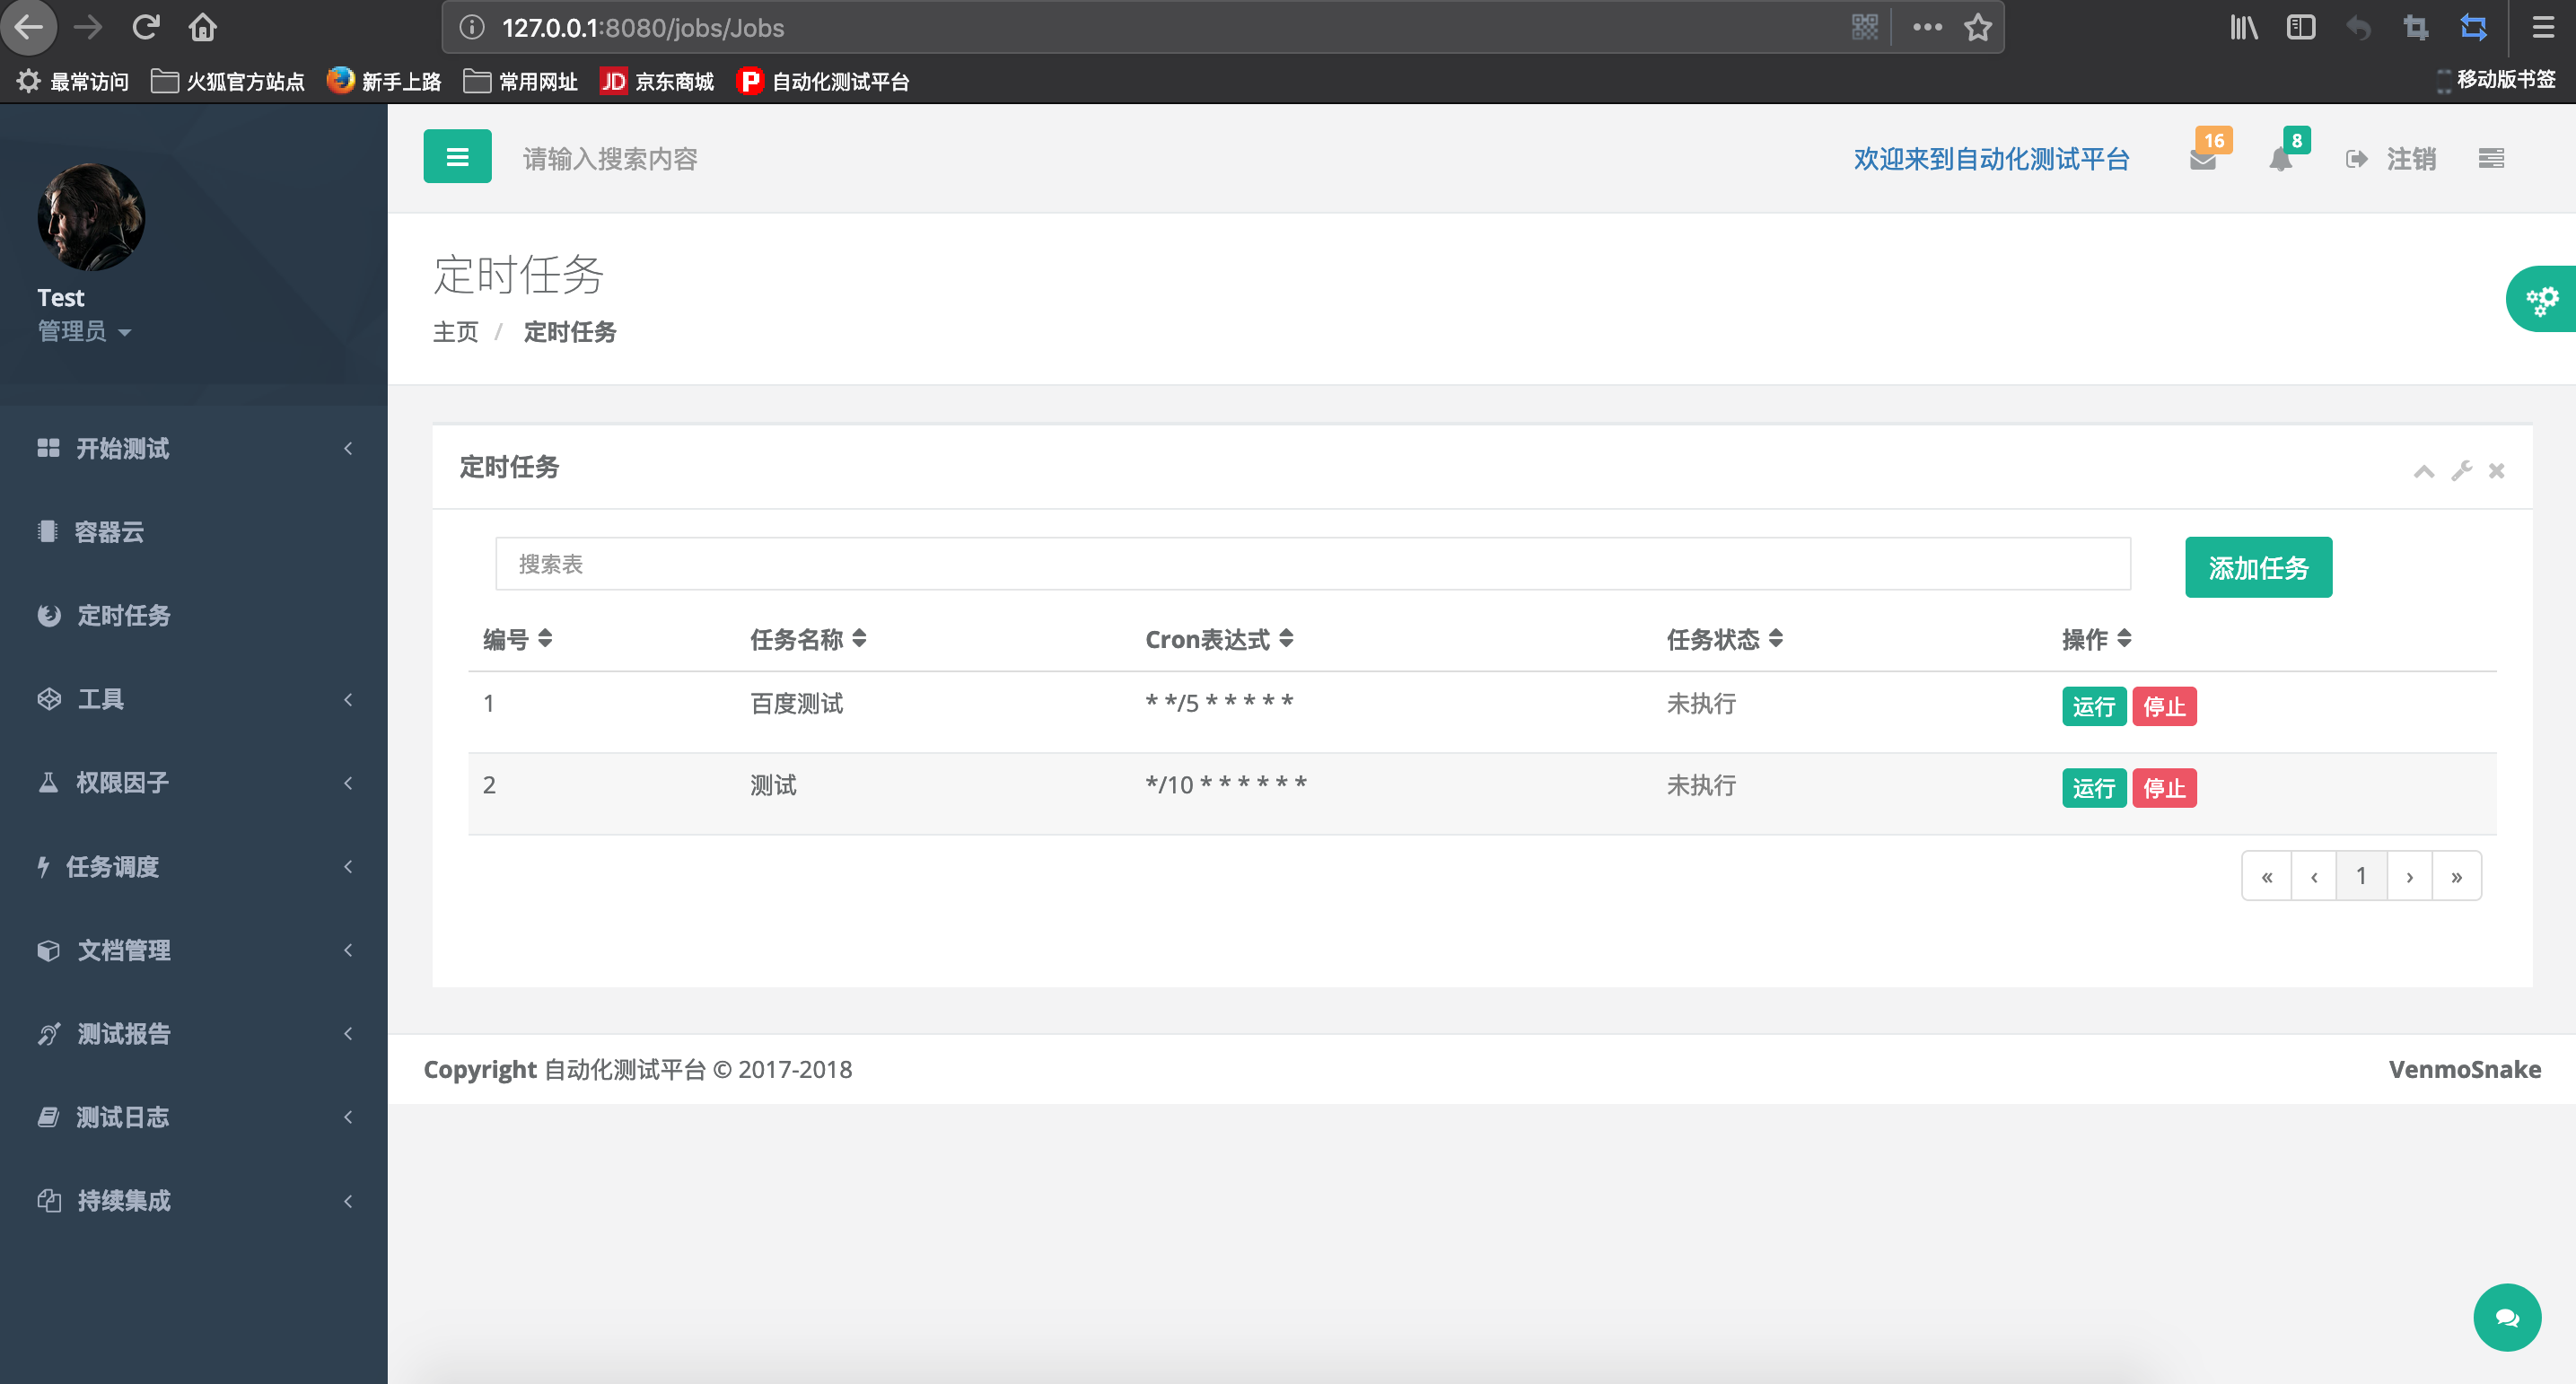 127.0.0.1:8080/jobs/Jobs
最常访问 火狐官方站点 新手上路 常用网址 JD 京东商城 P 自动化测试平台 移动版书签
请输入搜索内容 欢迎来到自动化测试平台 16 8 注销
Test
管理员
开始测试
容器云
定时任务
工具
权限因子
任务调度
文档管理
测试报告
测试日志
持续集成
定时任务
主页 / 定时任务
定时任务
搜索表 添加任务
编号 任务名称 Cron表达式 任务状态 操作
1 百度测试 * */5 * * * * * 未执行 运行 停止
2 测试 */10 * * * * * * 未执行 运行 停止
« ‹ 1 › »
Copyright 自动化测试平台 © 2017-2018 VenmoSnake